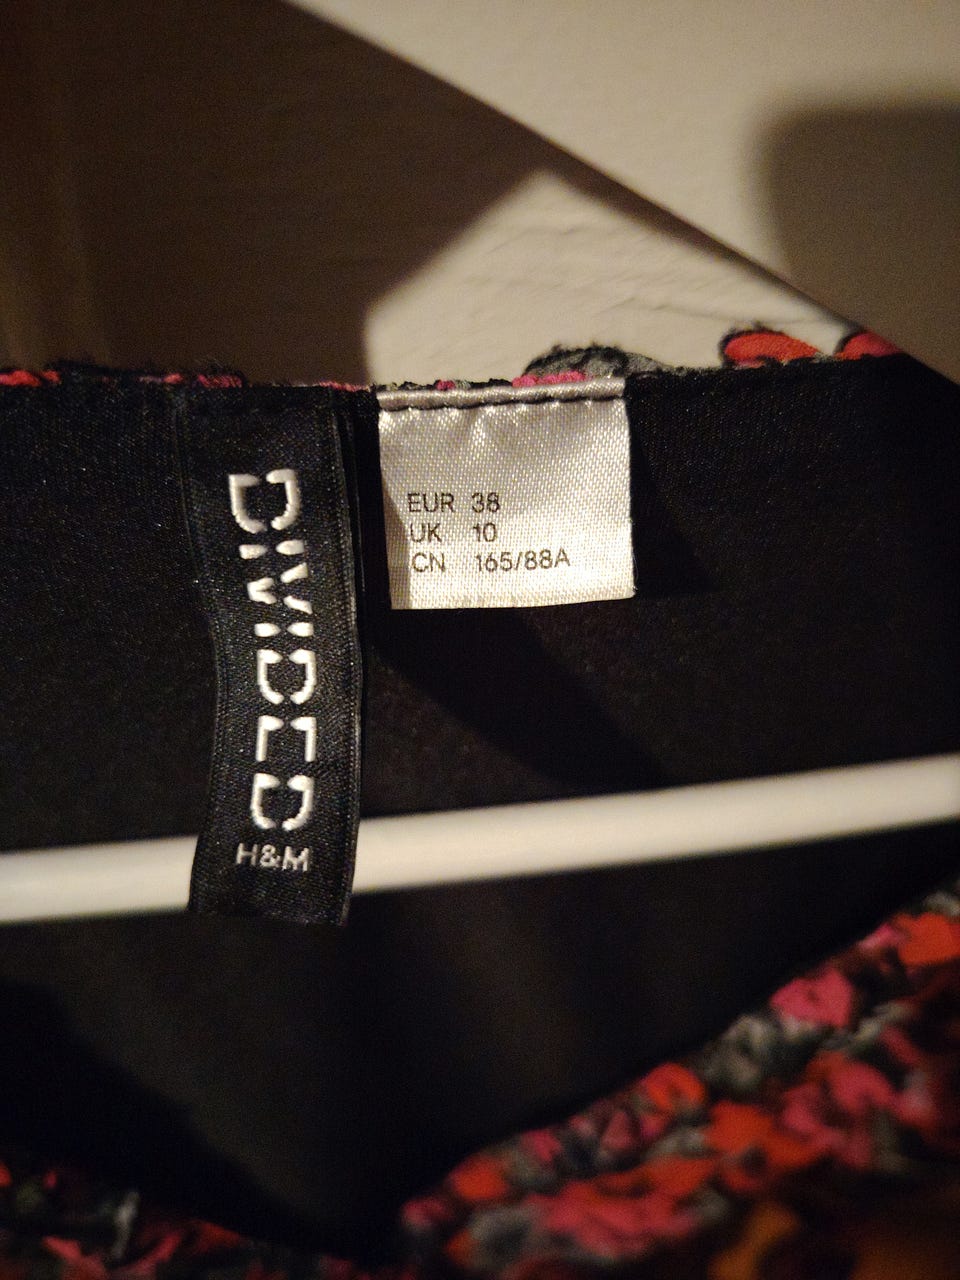 DIVIDED
H&M
EUR 38
UK 10
CN 165/88A